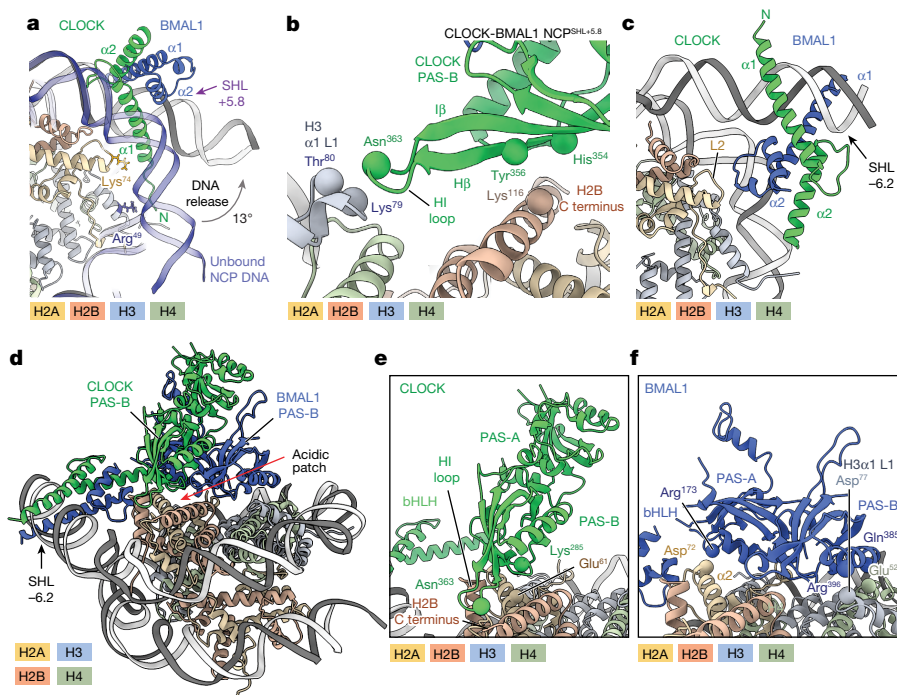 a
CLOCK
BMAL1
α2
α1
α2
SHL
+5.8
α1
Lys74
DNA
release
N
13°
Arg49
Unbound
NCP DNA
H2A H2B H3 H4
b
CLOCK-BMAL1 NCPSHL+5.8
CLOCK
PAS-B
H3
α1 L1
Thr80
Asn363
Iβ
His354
Lys79
Hβ
Tyr356
Lys116
H2B
C terminus
HI
loop
H2A H2B H3 H4
c
N
CLOCK
BMAL1
α1
α1
L2
SHL
–6.2
α2
α2
H2A H2B H3 H4
d
CLOCK
PAS-B
BMAL1
PAS-B
Acidic
patch
SHL
–6.2
H2A H3
H2B H4
e
CLOCK
PAS-A
HI
loop
bHLH
PAS-B
Lys285
Glu61
Asn363
H2B
C terminus
H2A H2B H3 H4
f
BMAL1
H3α1 L1
Asp77
PAS-A
Arg173
PAS-B
bHLH
Gln385
Asp72
α2
Glu52
Arg396
H2A H2B H3 H4